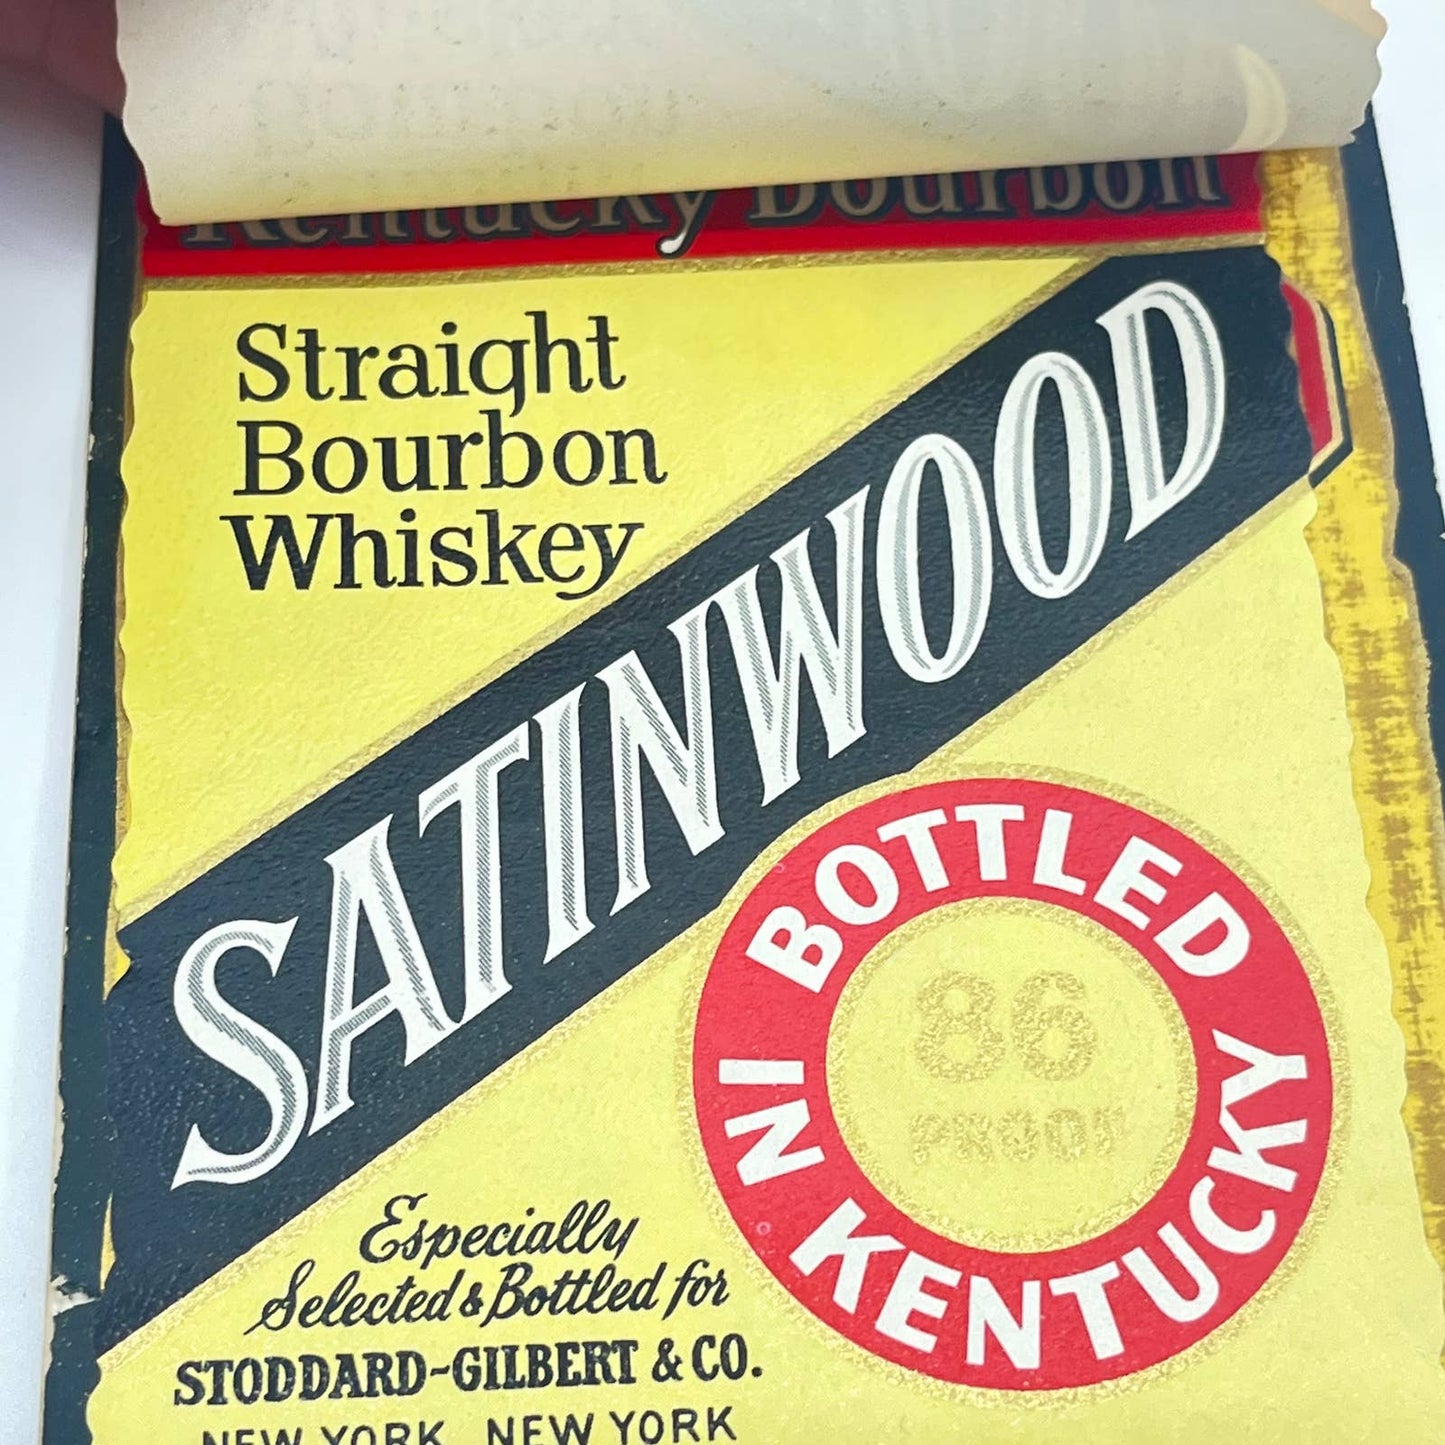 Kentucky Bourbon
Straight
Bourbon
Whiskey
SATINWOOD
BOTTLED
IN KENTUCKY
86
PROOF
Especially
Selected & Bottled for
STODDARD-GILBERT & CO.
NEW YORK, NEW YORK